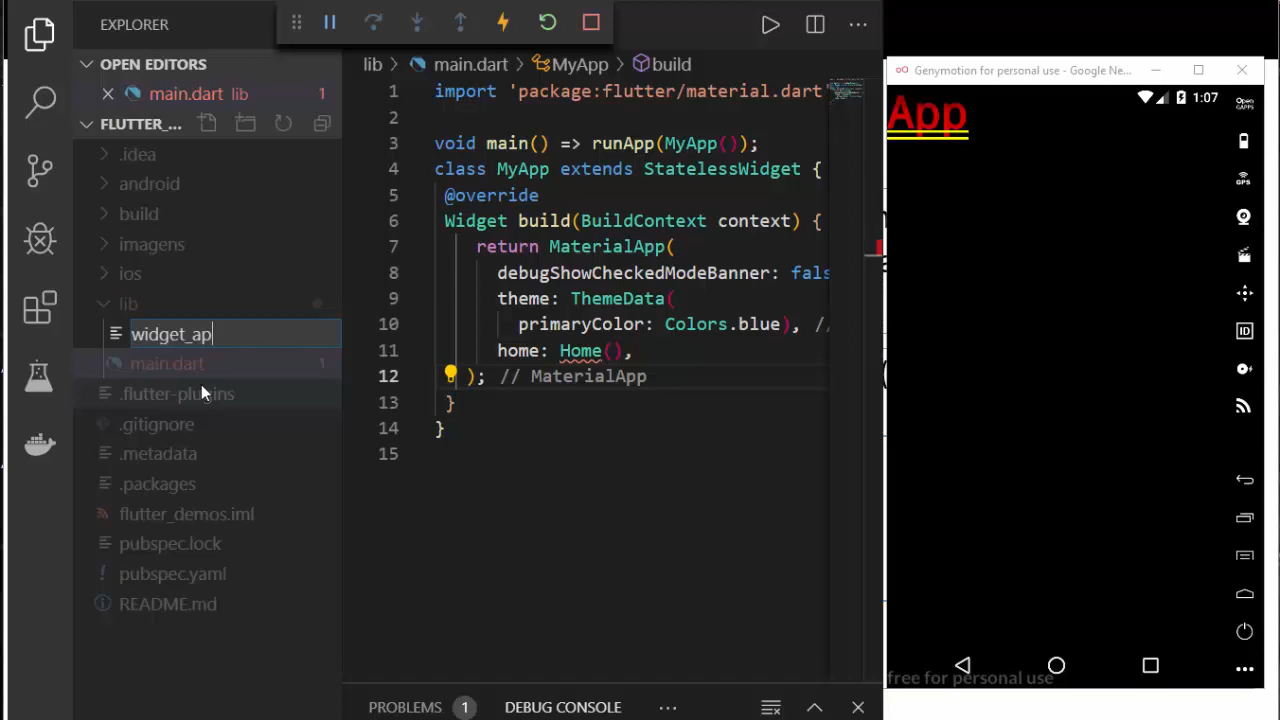 EXPLORER
OPEN EDITORS
main.dart lib 1
FLUTTER_...
.idea
android
build
imagens
ios
lib
widget_ap
main.dart 1
.flutter-plugins
.gitignore
.metadata
.packages
flutter_demos.iml
pubspec.lock
pubspec.yaml
README.md
lib > main.dart > MyApp > build
1 import 'package:flutter/material.dart'
2
3 void main() => runApp(MyApp());
4 class MyApp extends StatelessWidget {
5 @override
6 Widget build(BuildContext context) {
7 return MaterialApp(
8 debugShowCheckedModeBanner: fals
9 theme: ThemeData(
10 primaryColor: Colors.blue), //
11 home: Home(),
12 ); // MaterialApp
13 }
14 }
15
PROBLEMS 1 DEBUG CONSOLE ...
Genymotion for personal use - Google Ne...
1:07
App
free for personal use
Open
GAPPS
GPS
ID